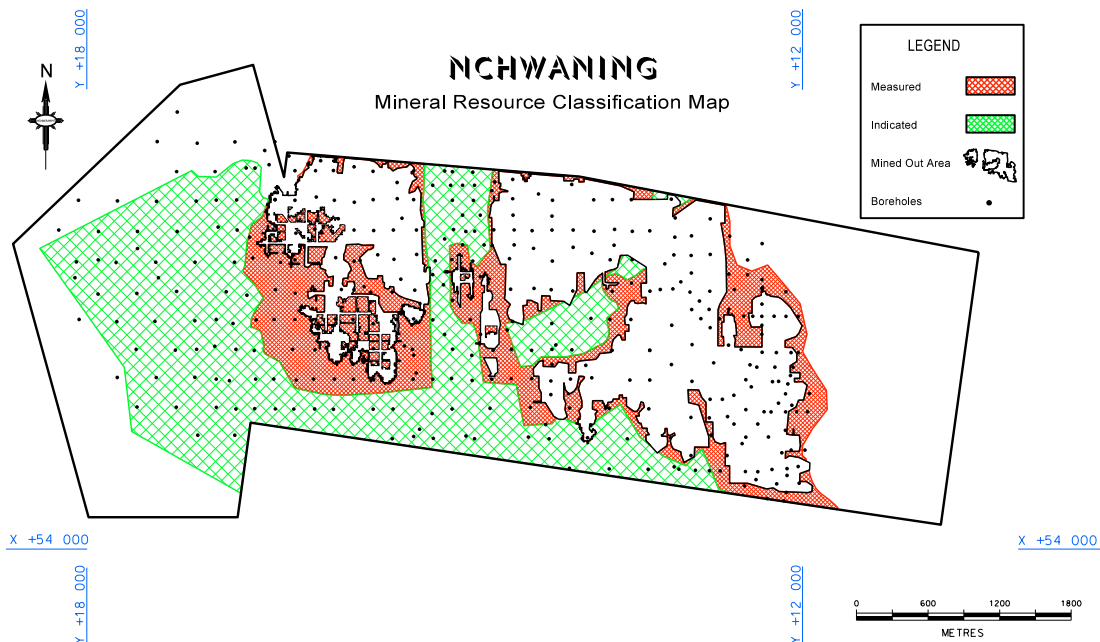 Y +18 000
Y +12 000
N
NCHWANING
Mineral Resource Classification Map
LEGEND
Measured
Indicated
Mined Out Area
Boreholes
X +54 000
X +54 000
Y +18 000
Y +12 000
0 600 1200 1800
METRES